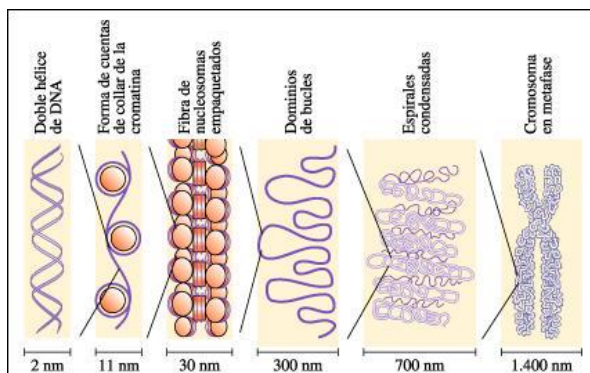 Doble hélice
de DNA
Forma de cuentas
de collar de la
cromatina
Fibra de
nucleosomas
empaquetados
Dominios
de bucles
Espirales
condensadas
Cromosoma
en metafase
2 nm
11 nm
30 nm
300 nm
700 nm
1.400 nm